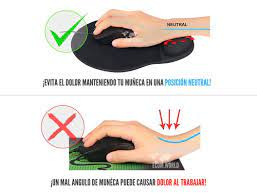 NEUTRAL
¡EVITA EL DOLOR MANTENIENDO TU MUÑECA EN UNA POSICIÓN NEUTRAL!
¡UN MAL ANGULO DE MUNÉCA PUEDE CAUSAR DOLOR AL TRABAJAR!